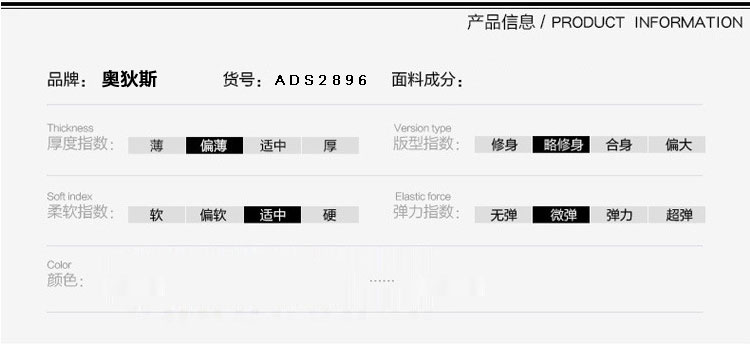 产品信息 / PRODUCT INFORMATION
品牌： 奥狄斯 货号：ADS2896 面料成分：
Thickness
厚度指数： 薄 偏薄 适中 厚
Version type
版型指数： 修身 略修身 合身 偏大
Soft index
柔软指数： 软 偏软 适中 硬
Elastic force
弹力指数： 无弹 微弹 弹力 超弹
Color
颜色： ……